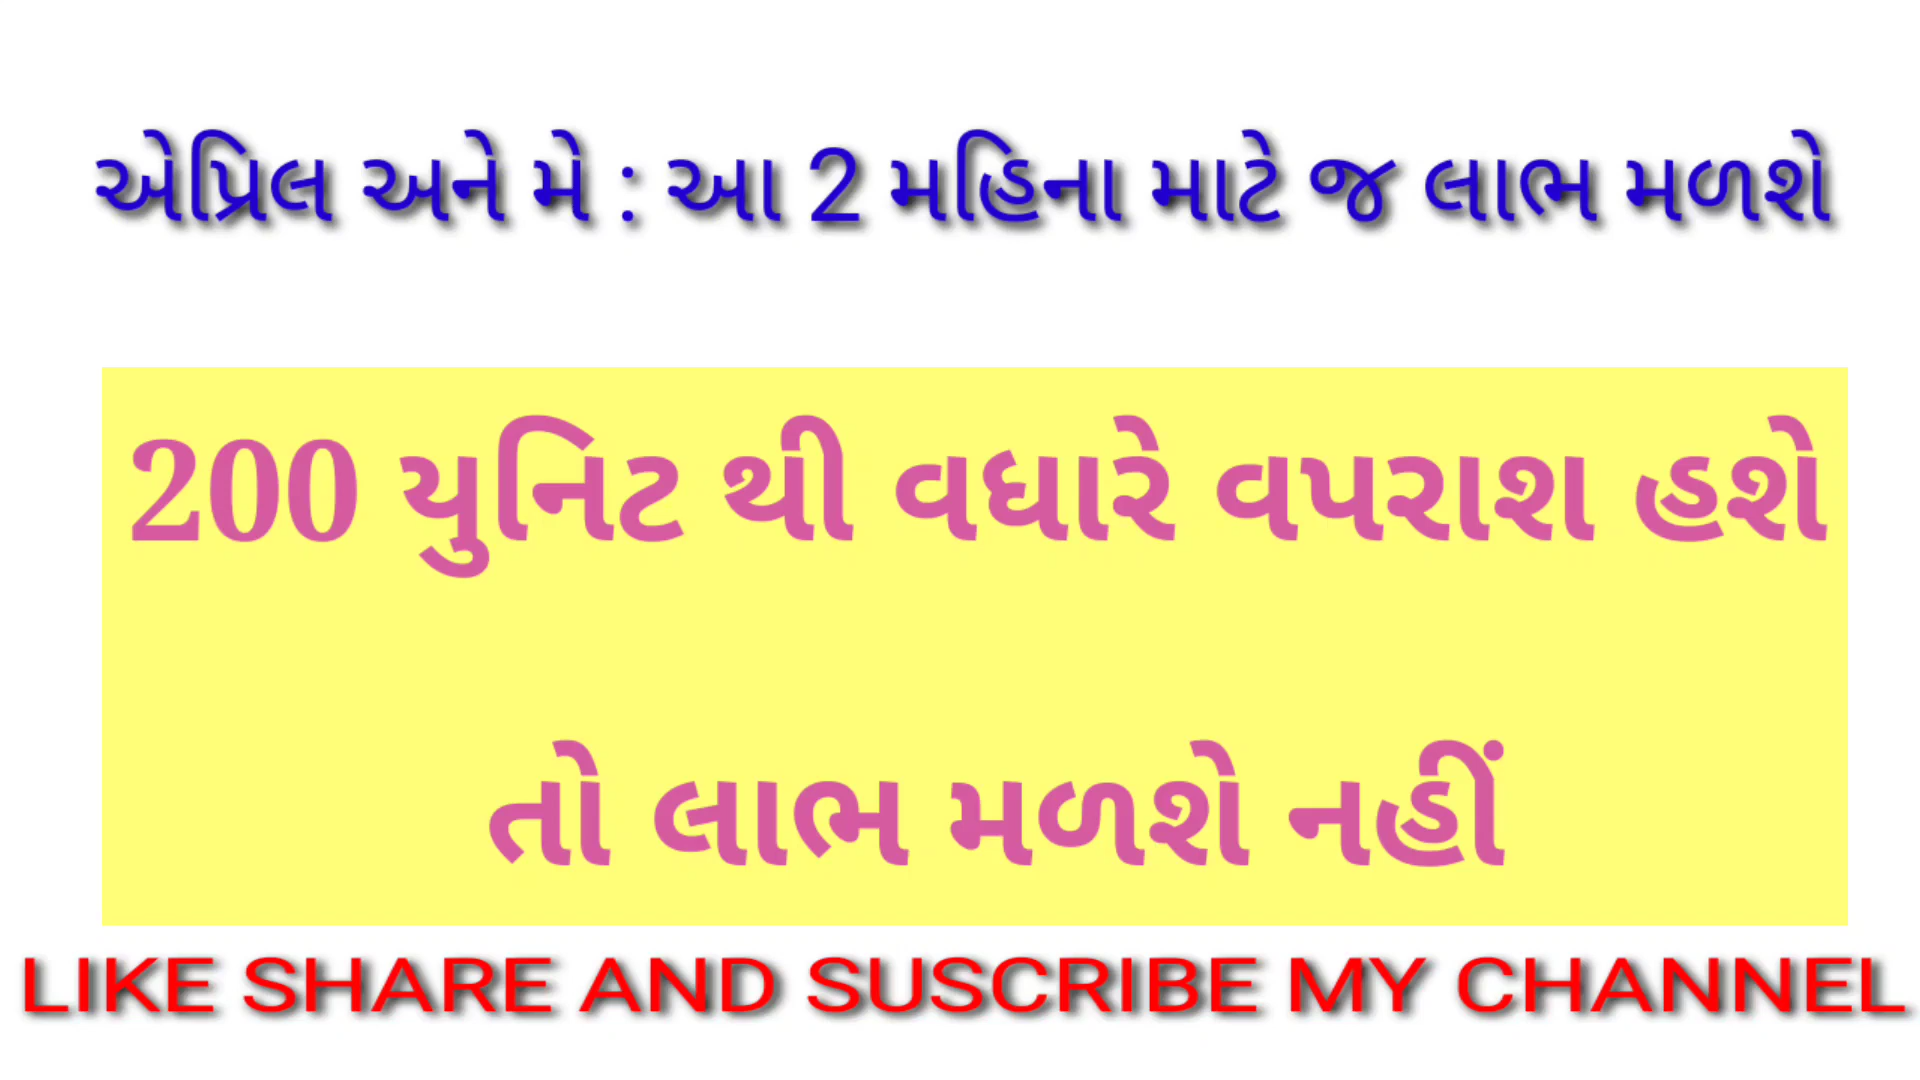 એપ્રિલ અને મે : આ 2 મહિના માટે જ લાભ મળશે
200 યુનિટ થી વધારે વપરાશ હશે
તો લાભ મળશે નહીં
LIKE SHARE AND SUSCRIBE MY CHANNEL